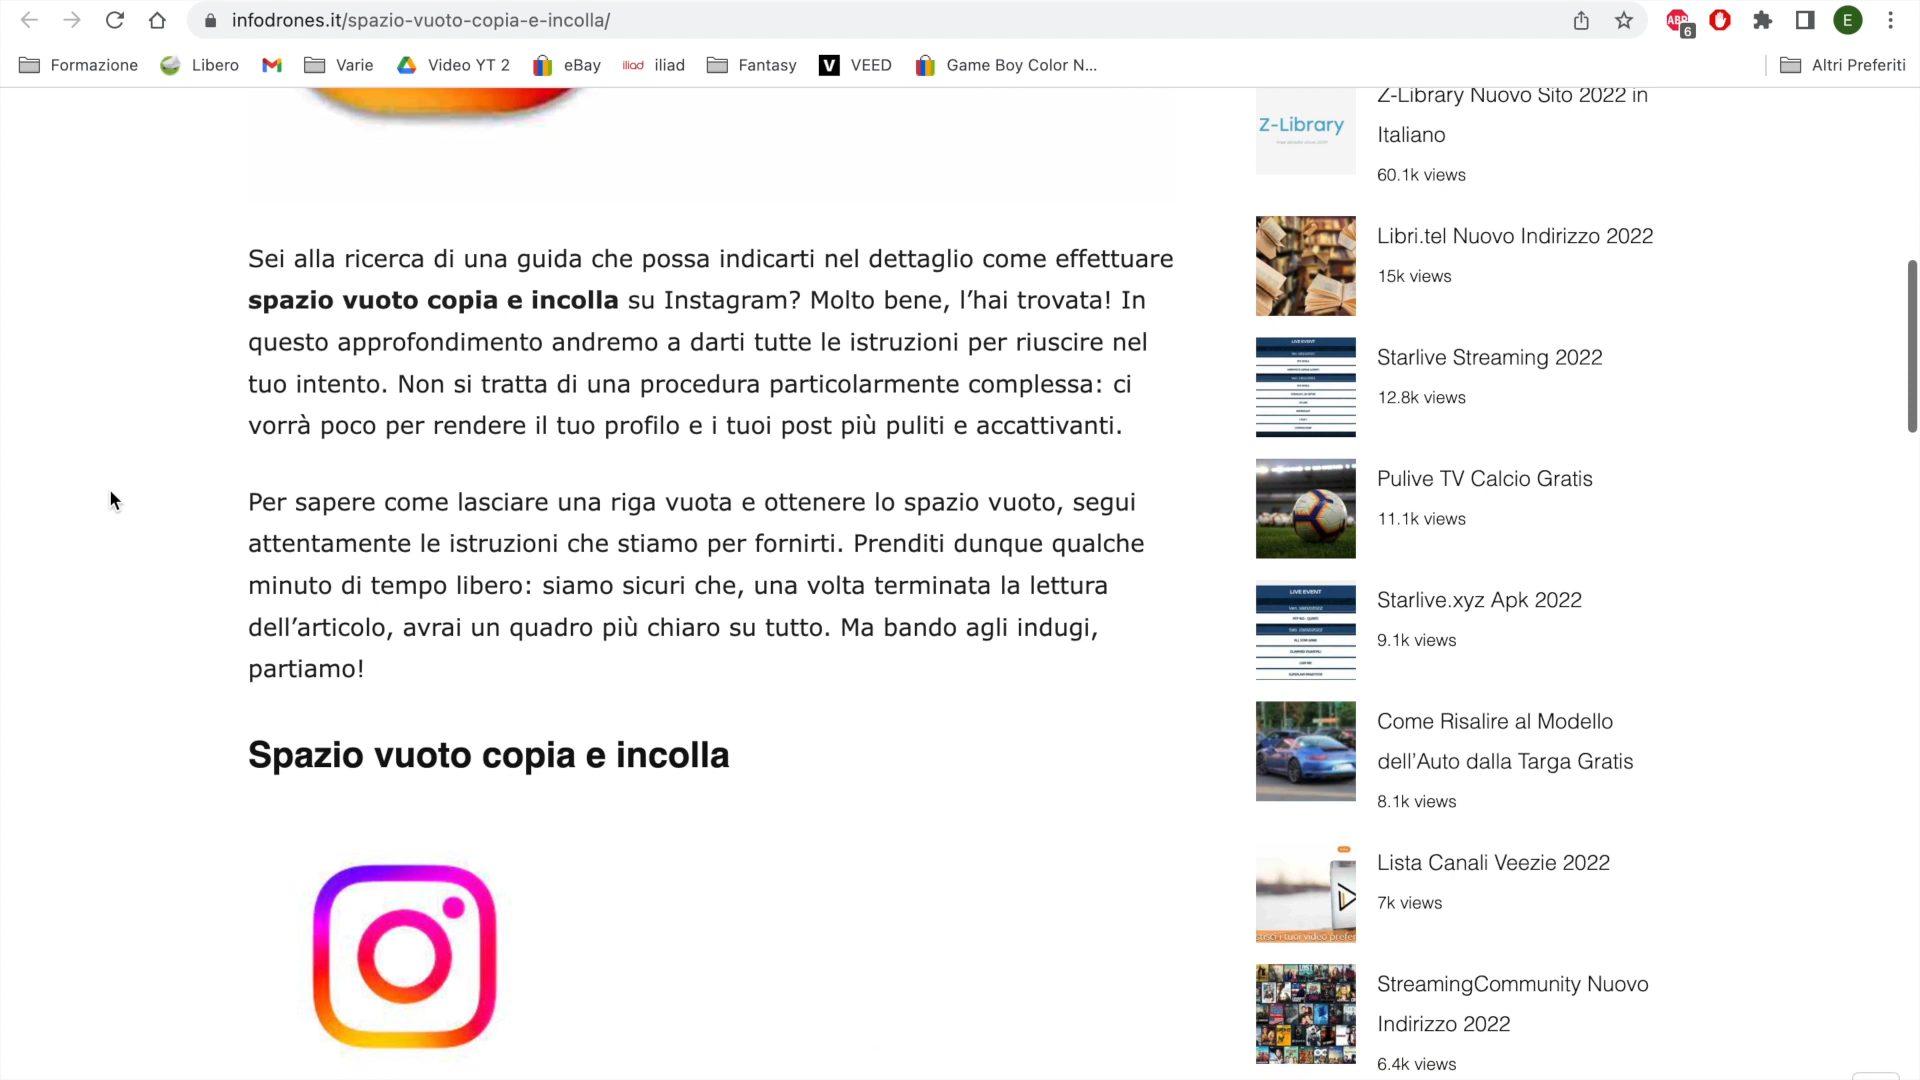 infodrones.it/spazio-vuoto-copia-e-incolla/
ABP
6
E
Formazione
Libero
Varie
Video YT 2
eBay
iliad
iliad
Fantasy
V
VEED
Game Boy Color N...
Altri Preferiti
Sei alla ricerca di una guida che possa indicarti nel dettaglio come effettuare
spazio vuoto copia e incolla su Instagram? Molto bene, l’hai trovata! In
questo approfondimento andremo a darti tutte le istruzioni per riuscire nel
tuo intento. Non si tratta di una procedura particolarmente complessa: ci
vorrà poco per rendere il tuo profilo e i tuoi post più puliti e accattivanti.
Per sapere come lasciare una riga vuota e ottenere lo spazio vuoto, segui
attentamente le istruzioni che stiamo per fornirti. Prenditi dunque qualche
minuto di tempo libero: siamo sicuri che, una volta terminata la lettura
dell’articolo, avrai un quadro più chiaro su tutto. Ma bando agli indugi,
partiamo!
Spazio vuoto copia e incolla
Z-Library
Z-Library Nuovo Sito 2022 in
Italiano
60.1k views
Libri.tel Nuovo Indirizzo 2022
15k views
LIVE EVENT
Starlive Streaming 2022
12.8k views
Pulive TV Calcio Gratis
11.1k views
LIVE EVENT
Starlive.xyz Apk 2022
9.1k views
Come Risalire al Modello
dell’Auto dalla Targa Gratis
8.1k views
Lista Canali Veezie 2022
7k views
StreamingCommunity Nuovo
Indirizzo 2022
6.4k views